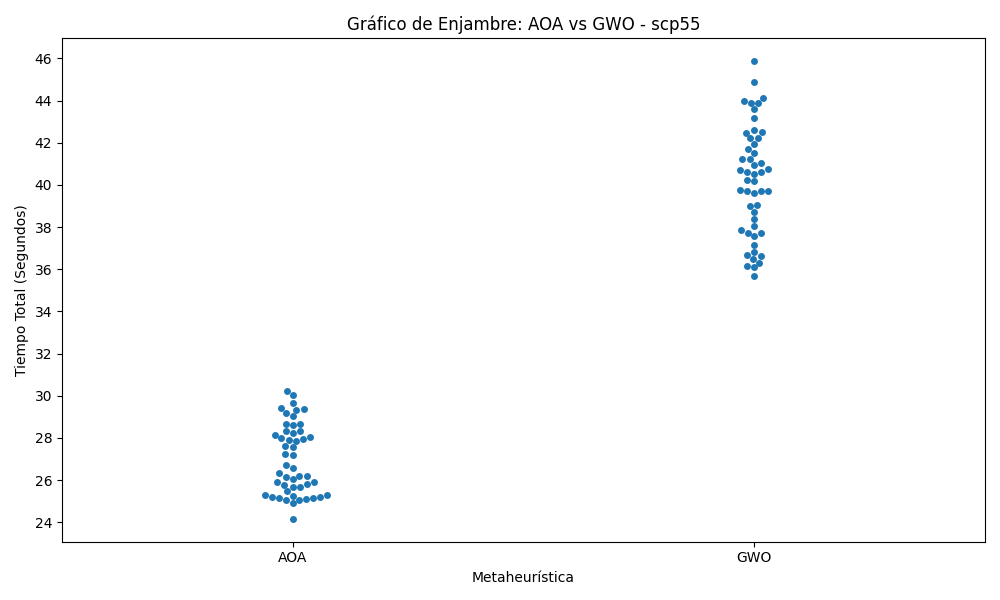 Gráfico de Enjambre: AOA vs GWO - scp55
Tiempo Total (Segundos)
46
44
42
40
38
36
34
32
30
28
26
24
AOA
GWO
Metaheurística